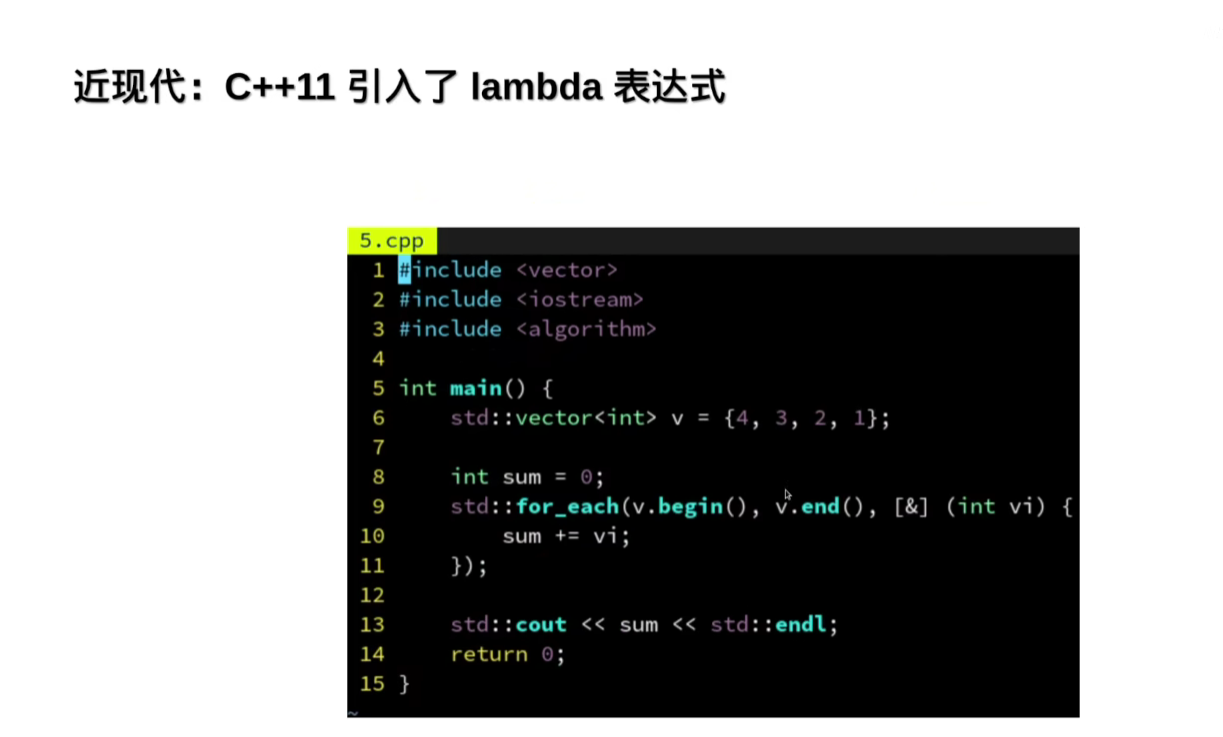 近现代：C++11 引入了 lambda 表达式
5.cpp
1 #include <vector>
2 #include <iostream>
3 #include <algorithm>
4
5 int main() {
6     std::vector<int> v = {4, 3, 2, 1};
7
8     int sum = 0;
9     std::for_each(v.begin(), v.end(), [&] (int vi) {
10         sum += vi;
11     });
12
13     std::cout << sum << std::endl;
14     return 0;
15 }
~